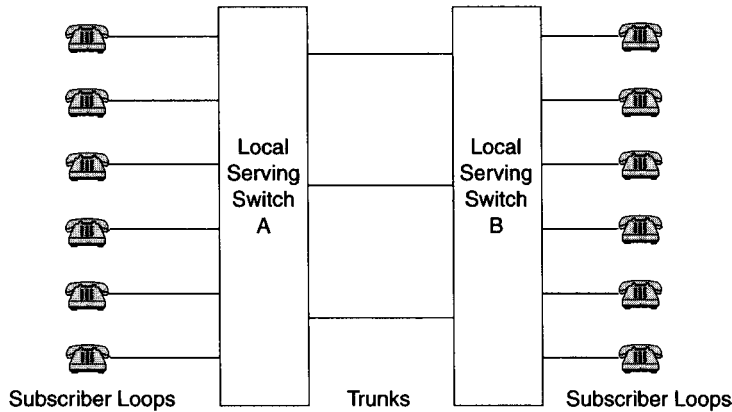 Local
Serving
Switch
A
Local
Serving
Switch
B
Subscriber Loops
Trunks
Subscriber Loops